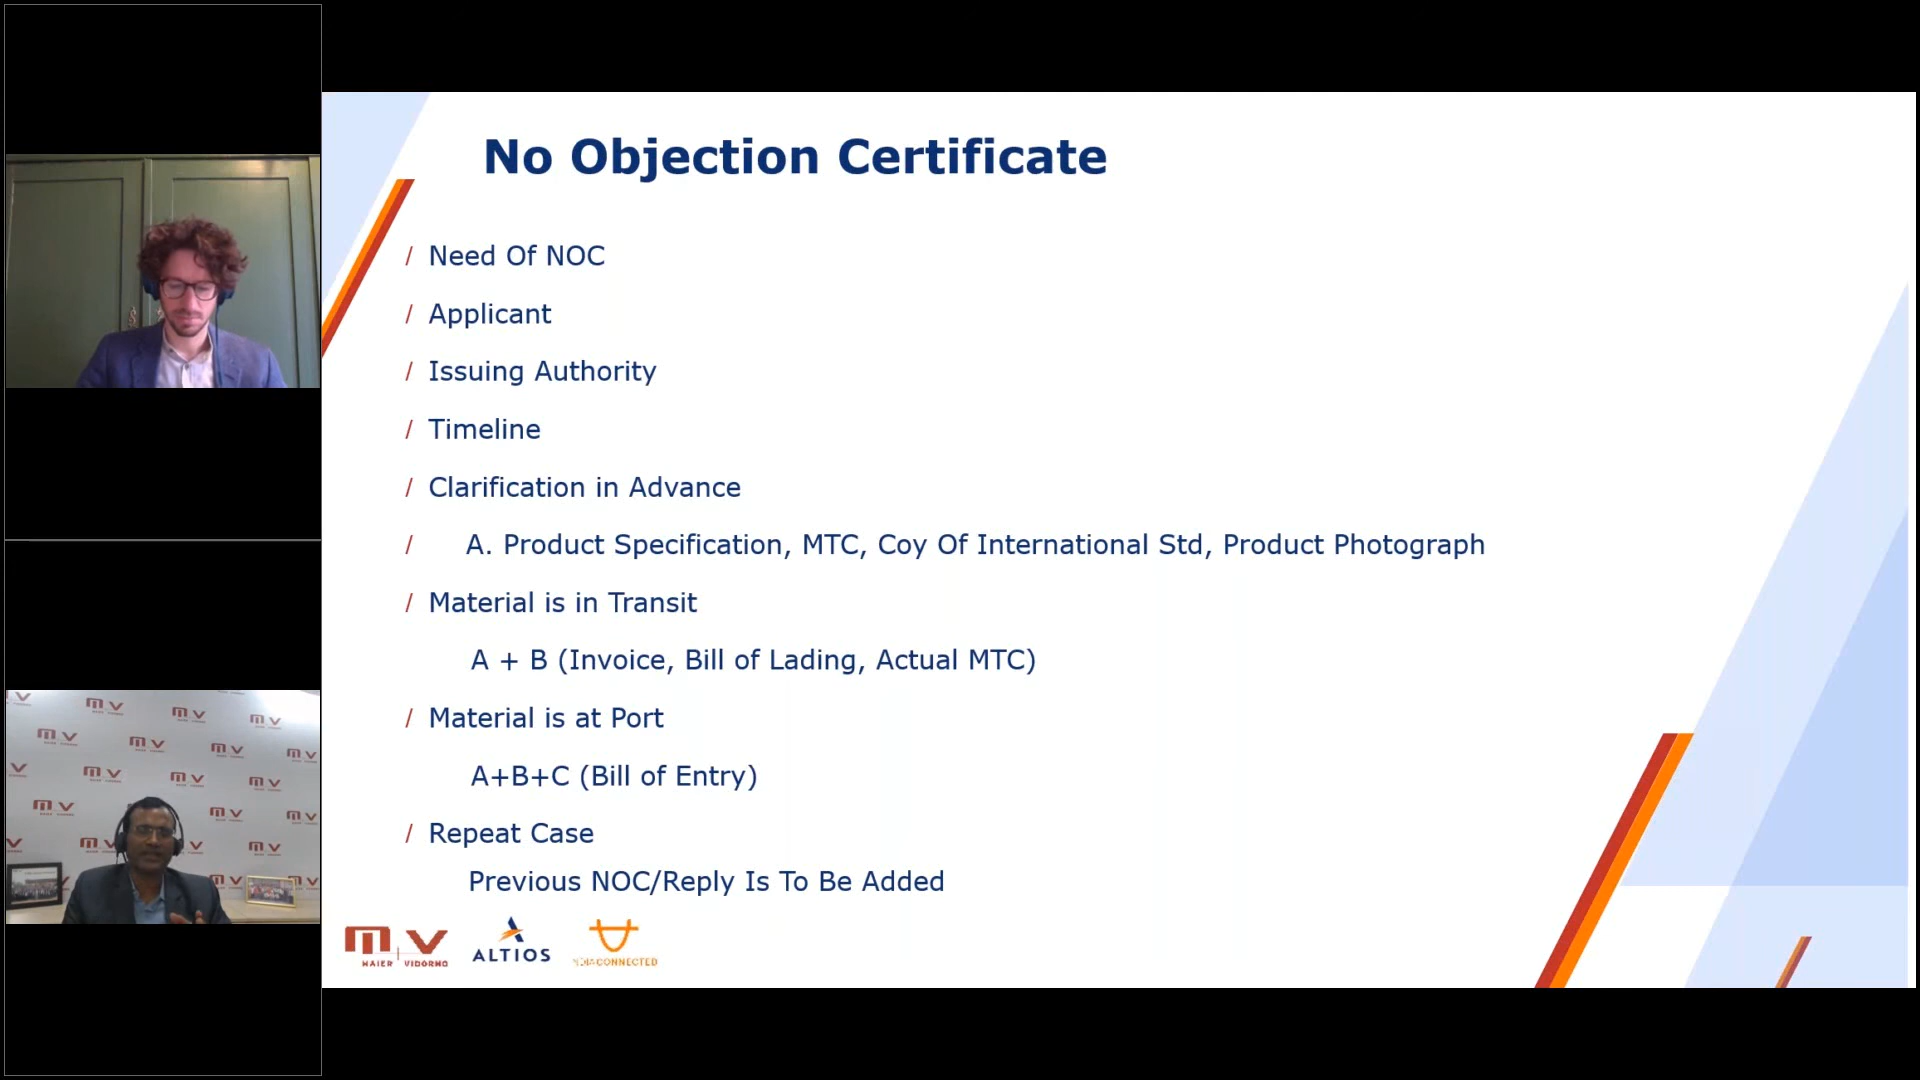 No Objection Certificate
/ Need Of NOC
/ Applicant
/ Issuing Authority
/ Timeline
/ Clarification in Advance
/ A. Product Specification, MTC, Coy Of International Std, Product Photograph
/ Material is in Transit
A + B (Invoice, Bill of Lading, Actual MTC)
/ Material is at Port
A+B+C (Bill of Entry)
/ Repeat Case
Previous NOC/Reply Is To Be Added
MAIER VIDORNO
ALTIOS